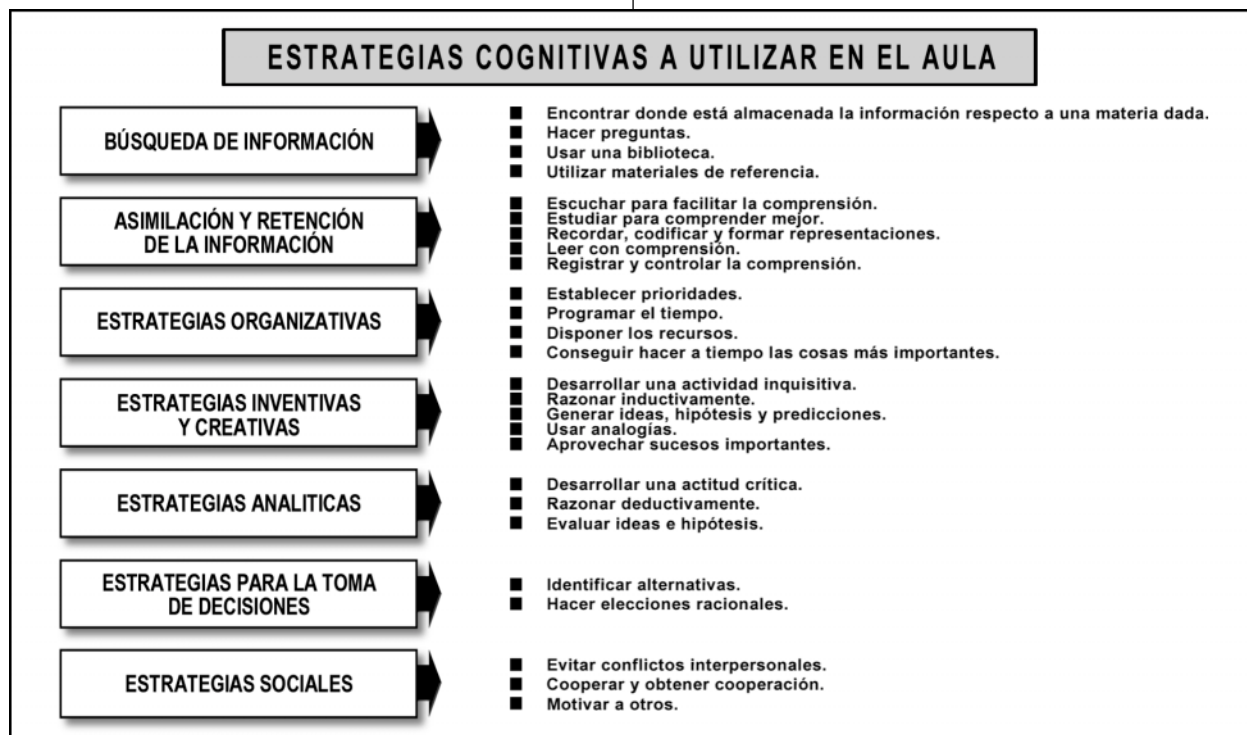 ESTRATEGIAS COGNITIVAS A UTILIZAR EN EL AULA
BÚSQUEDA DE INFORMACIÓN
■ Encontrar donde está almacenada la información respecto a una materia dada.
■ Hacer preguntas.
■ Usar una biblioteca.
■ Utilizar materiales de referencia.
ASIMILACIÓN Y RETENCIÓN
DE LA INFORMACIÓN
■ Escuchar para facilitar la comprensión.
■ Estudiar para comprender mejor.
■ Recordar, codificar y formar representaciones.
■ Leer con comprensión.
■ Registrar y controlar la comprensión.
ESTRATEGIAS ORGANIZATIVAS
■ Establecer prioridades.
■ Programar el tiempo.
■ Disponer los recursos.
■ Conseguir hacer a tiempo las cosas más importantes.
ESTRATEGIAS INVENTIVAS
Y CREATIVAS
■ Desarrollar una actividad inquisitiva.
■ Razonar inductivamente.
■ Generar ideas, hipótesis y predicciones.
■ Usar analogías.
■ Aprovechar sucesos importantes.
ESTRATEGIAS ANALITICAS
■ Desarrollar una actitud crítica.
■ Razonar deductivamente.
■ Evaluar ideas e hipótesis.
ESTRATEGIAS PARA LA TOMA
DE DECISIONES
■ Identificar alternativas.
■ Hacer elecciones racionales.
ESTRATEGIAS SOCIALES
■ Evitar conflictos interpersonales.
■ Cooperar y obtener cooperación.
■ Motivar a otros.